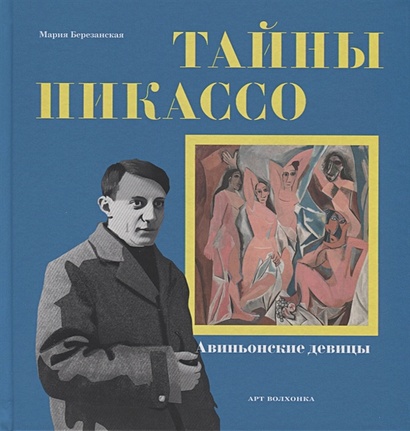 Мария Березанская
ТАЙНЫ
ПИКАССО
Авиньонские девицы
АРТ ВОЛХОНКА